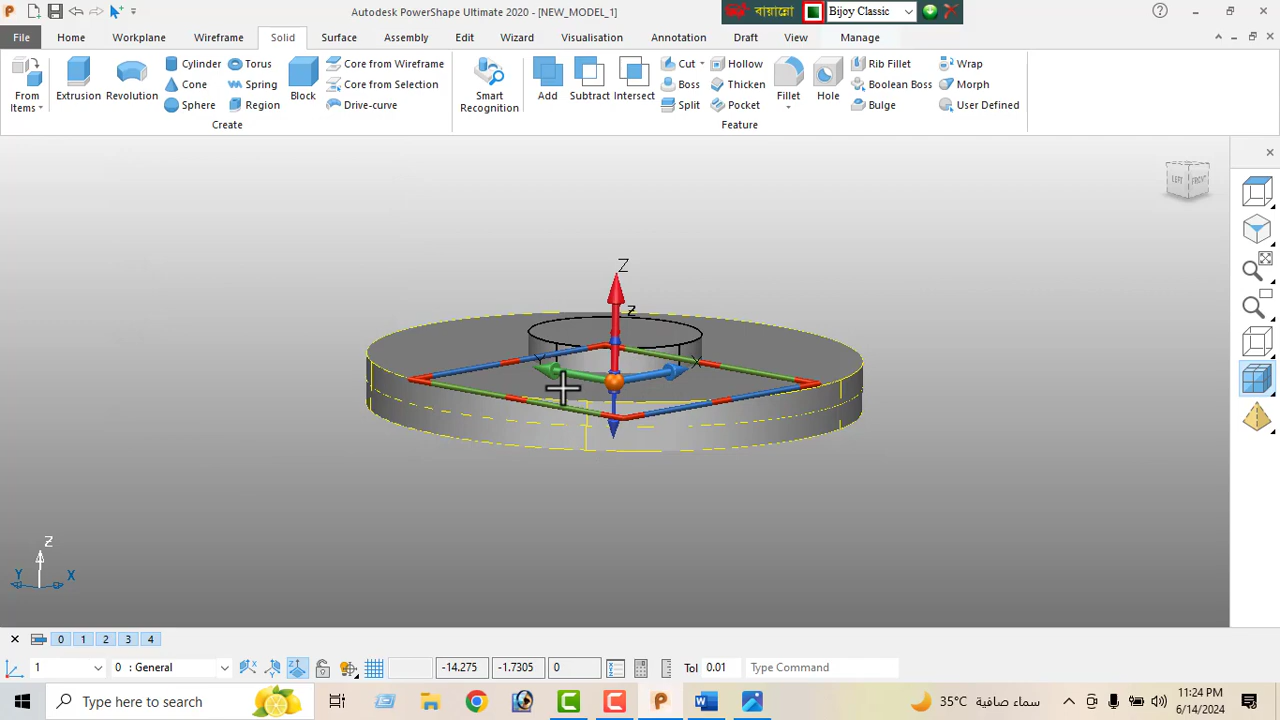 Autodesk PowerShape Ultimate 2020 - [NEW_MODEL_1]
বায়ান্নো
Bijoy Classic
File Home Workplane Wireframe Solid Surface Assembly Edit Wizard Visualisation Annotation Draft View Manage
Cylinder Torus Core from Wireframe Cut Hollow Rib Fillet Wrap
Cone Spring Core from Selection Boss Thicken Boolean Boss Morph
Sphere Region Drive-curve Split Pocket Bulge User Defined
From Items Extrusion Revolution Block Smart Recognition Add Subtract Intersect Fillet Hole
Create Feature
LEFT FRONT
Z
Z
Y X
Z
Y X
0 1 2 3 4
1 0 : General -14.275 -1.7305 0 Tol 0.01 Type Command
Type here to search
35°C سماء صافية
11:24 PM
6/14/2024